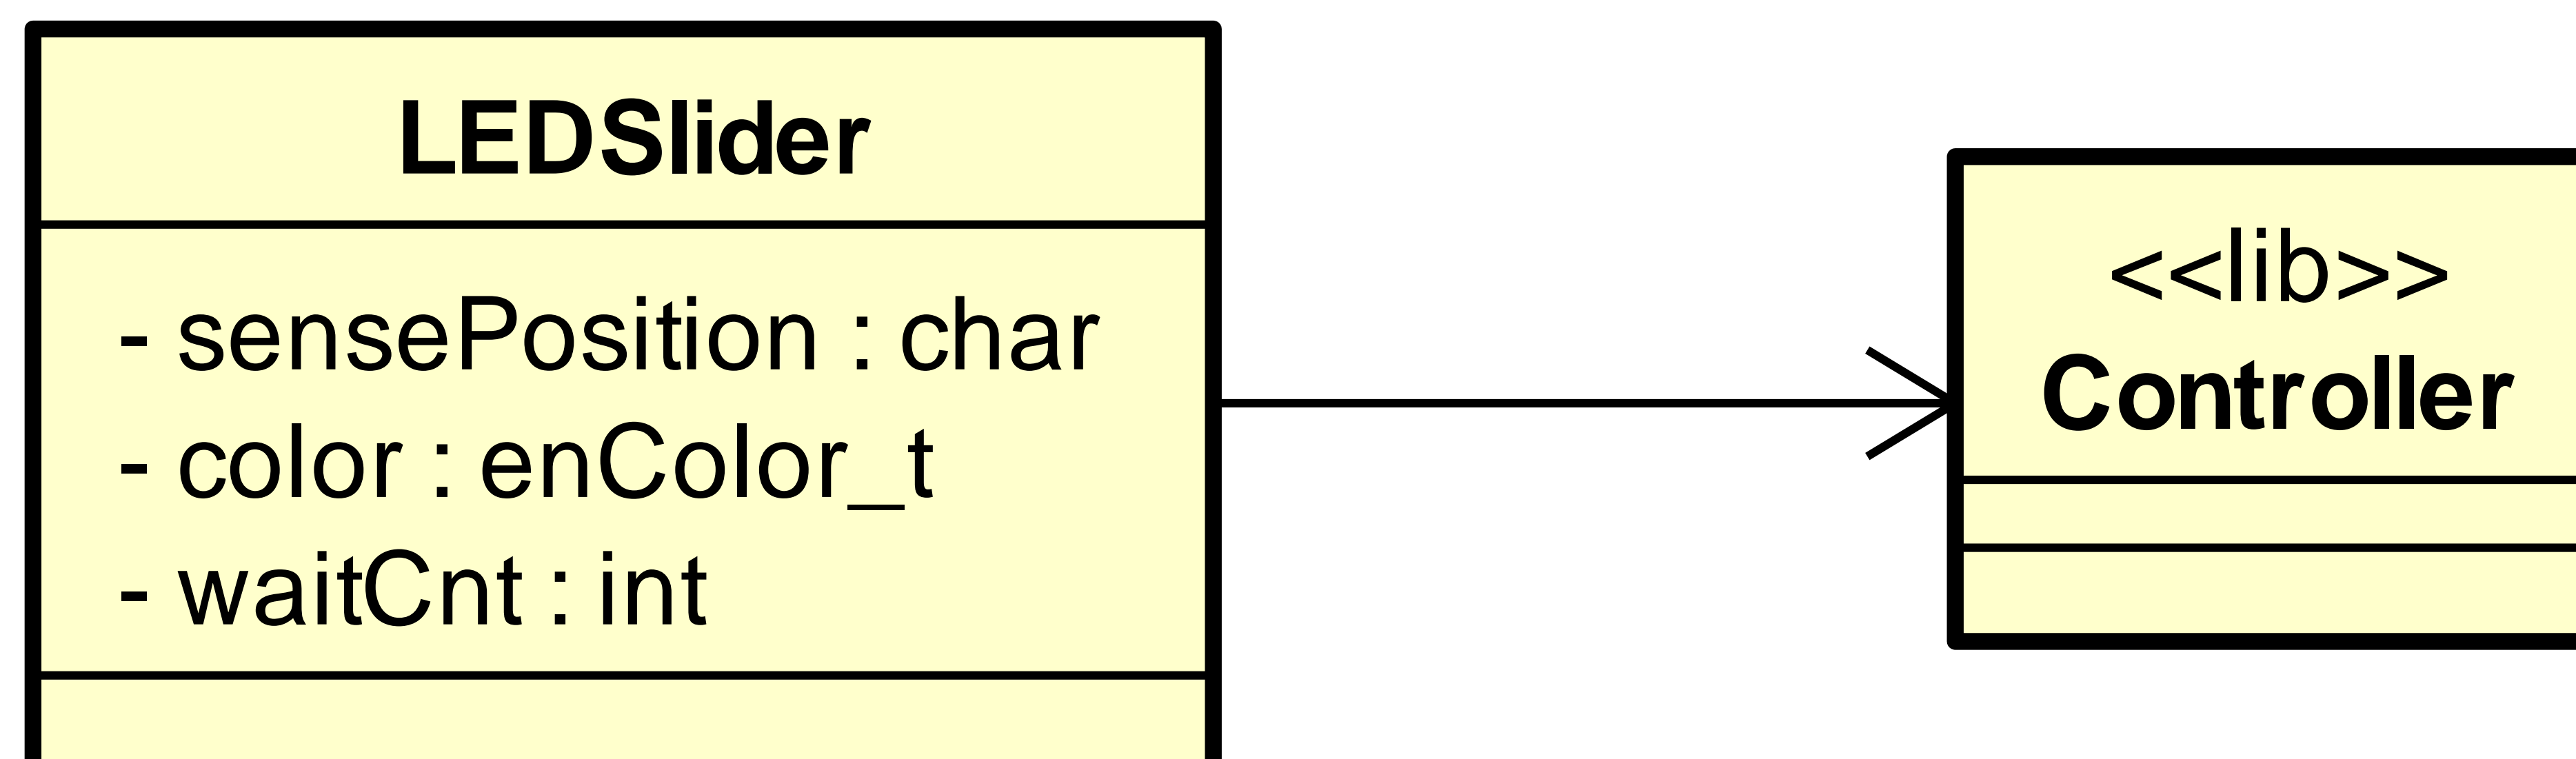 LEDSlider
- sensePosition : char
- color : enColor_t
- waitCnt : int
<<lib>>
Controller